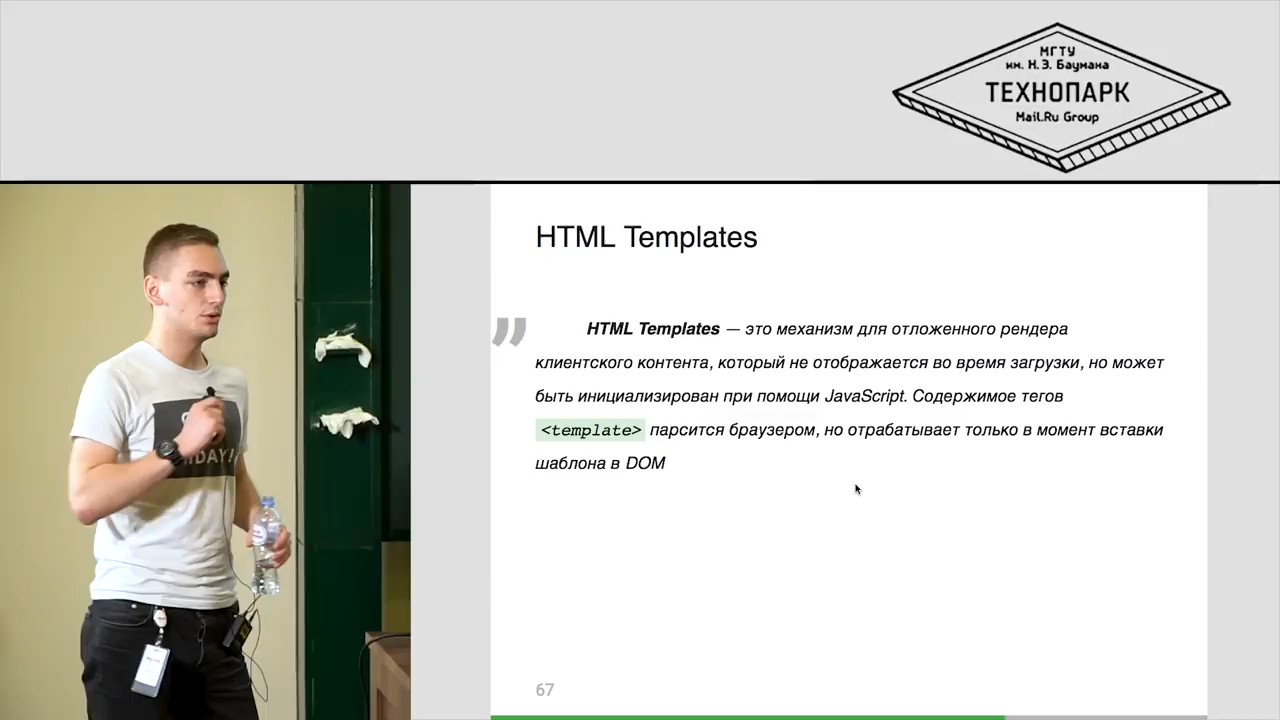 МГТУ
им. Н.Э. Баумана
ТЕХНОПАРК
Mail.Ru Group
HTML Templates
” HTML Templates — это механизм для отложенного рендера
клиентского контента, который не отображается во время загрузки, но может
быть инициализирован при помощи JavaScript. Содержимое тегов
<template> парсится браузером, но отрабатывает только в момент вставки
шаблона в DOM
67